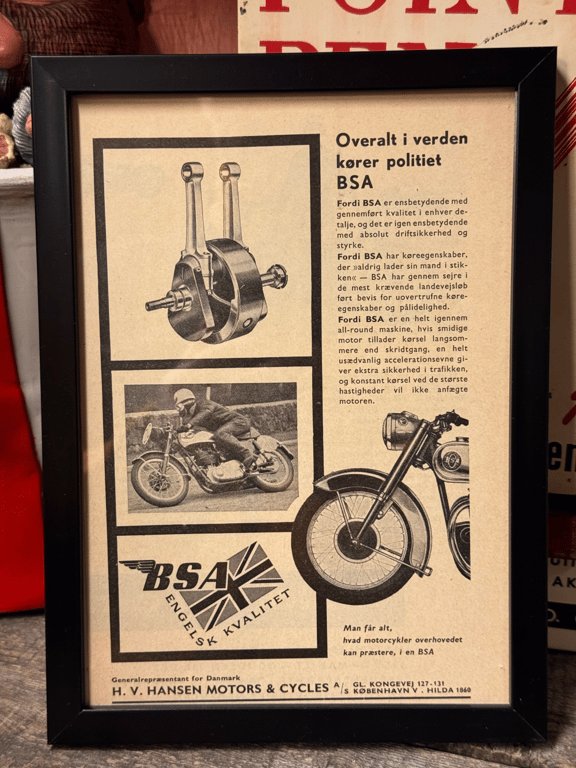 POINT
PEN
Overalt i verden
kører politiet
BSA
Fordi BSA er ensbetydende med
gennemført kvalitet i enhver de-
talje, og det er igen ensbetydende
med absolut driftsikkerhed og
styrke.
Fordi BSA har køreegenskaber,
der »aldrig lader sin mand i stik-
ken« — BSA har gennem sejre i
de mest krævende landevejsløb
ført bevis for uovertrufne køre-
egenskaber og pålidelighed.
Fordi BSA er en helt igennem
all-round maskine, hvis smidige
motor tillader kørsel langsom-
mere end skridtgang, en helt
usædvanlig accelerationsevne gi-
ver ekstra sikkerhed i trafikken,
og konstant kørsel ved de største
hastigheder vil ikke anfægte
motoren.
BSA
ENGELSK KVALITET
Man får alt,
hvad motorcykler overhovedet
kan præstere, i en BSA
Generalrepræsentant for Danmark
H. V. HANSEN MOTORS & CYCLES A/S GL. KONGEVEJ 127-131
KØBENHAVN V . HILDA 1860